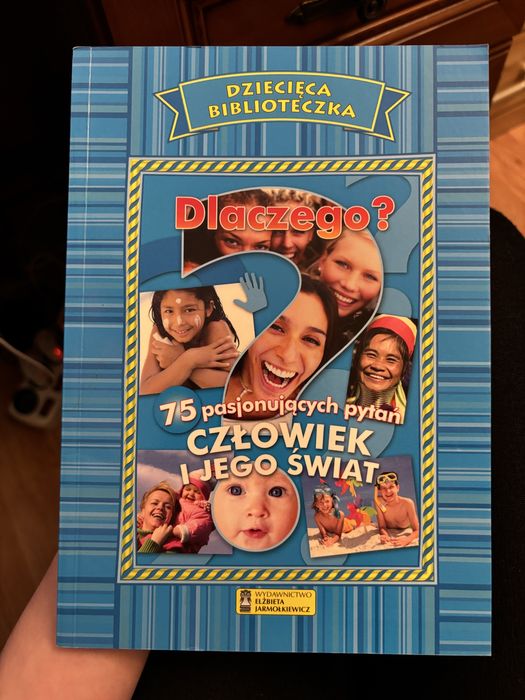 DZIECIĘCA
BIBLIOTECZKA
Dlaczego?
75 pasjonujących pytań
CZŁOWIEK
I JEGO ŚWIAT
WYDAWNICTWO
ELŻBIETA
JARMOŁKIEWICZ